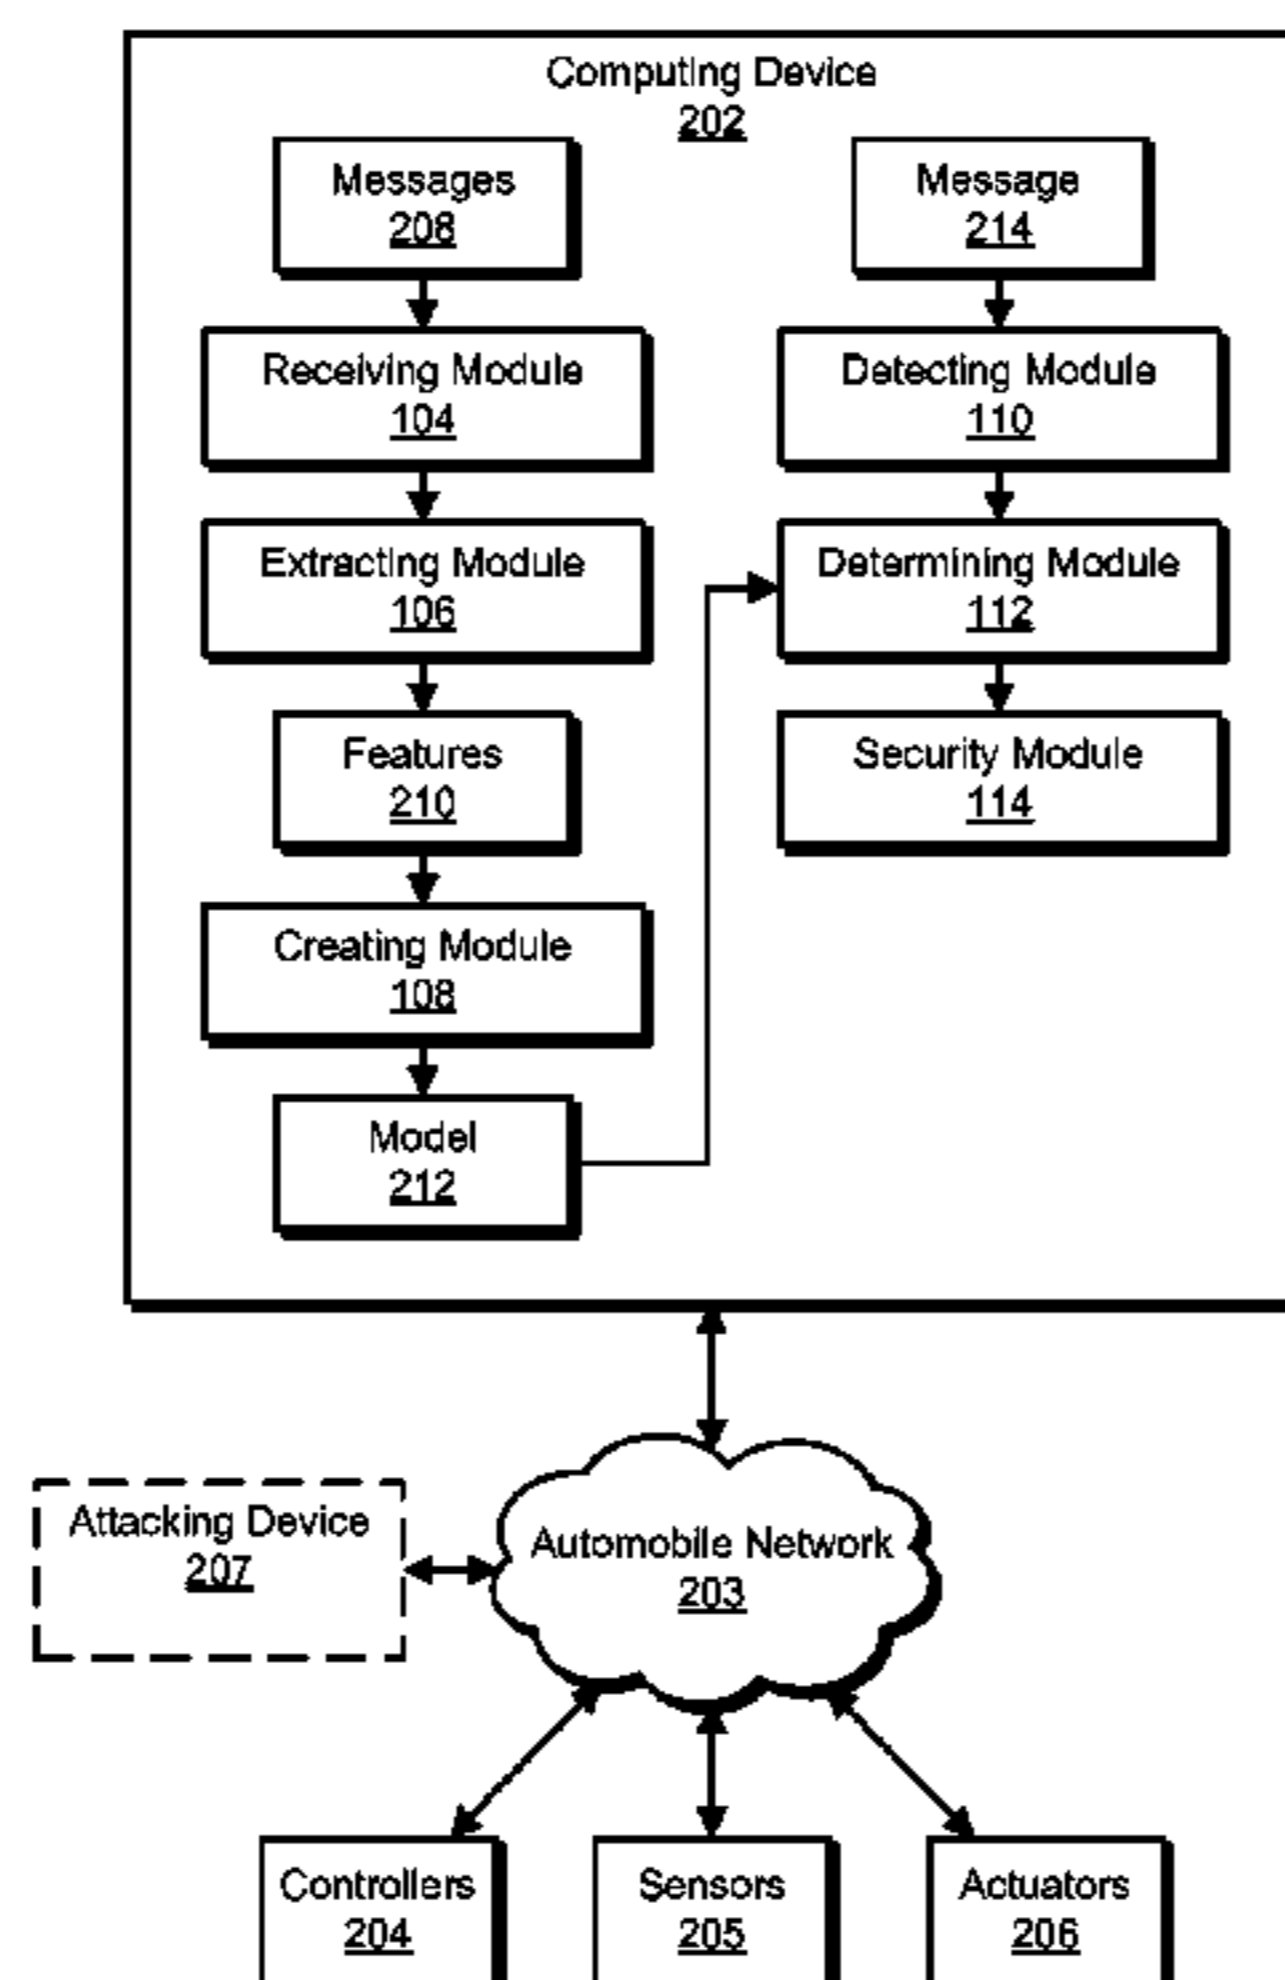 Computing Device
202
Messages
208
Message
214
Receiving Module
104
Detecting Module
110
Extracting Module
106
Determining Module
112
Features
210
Security Module
114
Creating Module
108
Model
212
Attacking Device
207
Automobile Network
203
Controllers
204
Sensors
205
Actuators
206